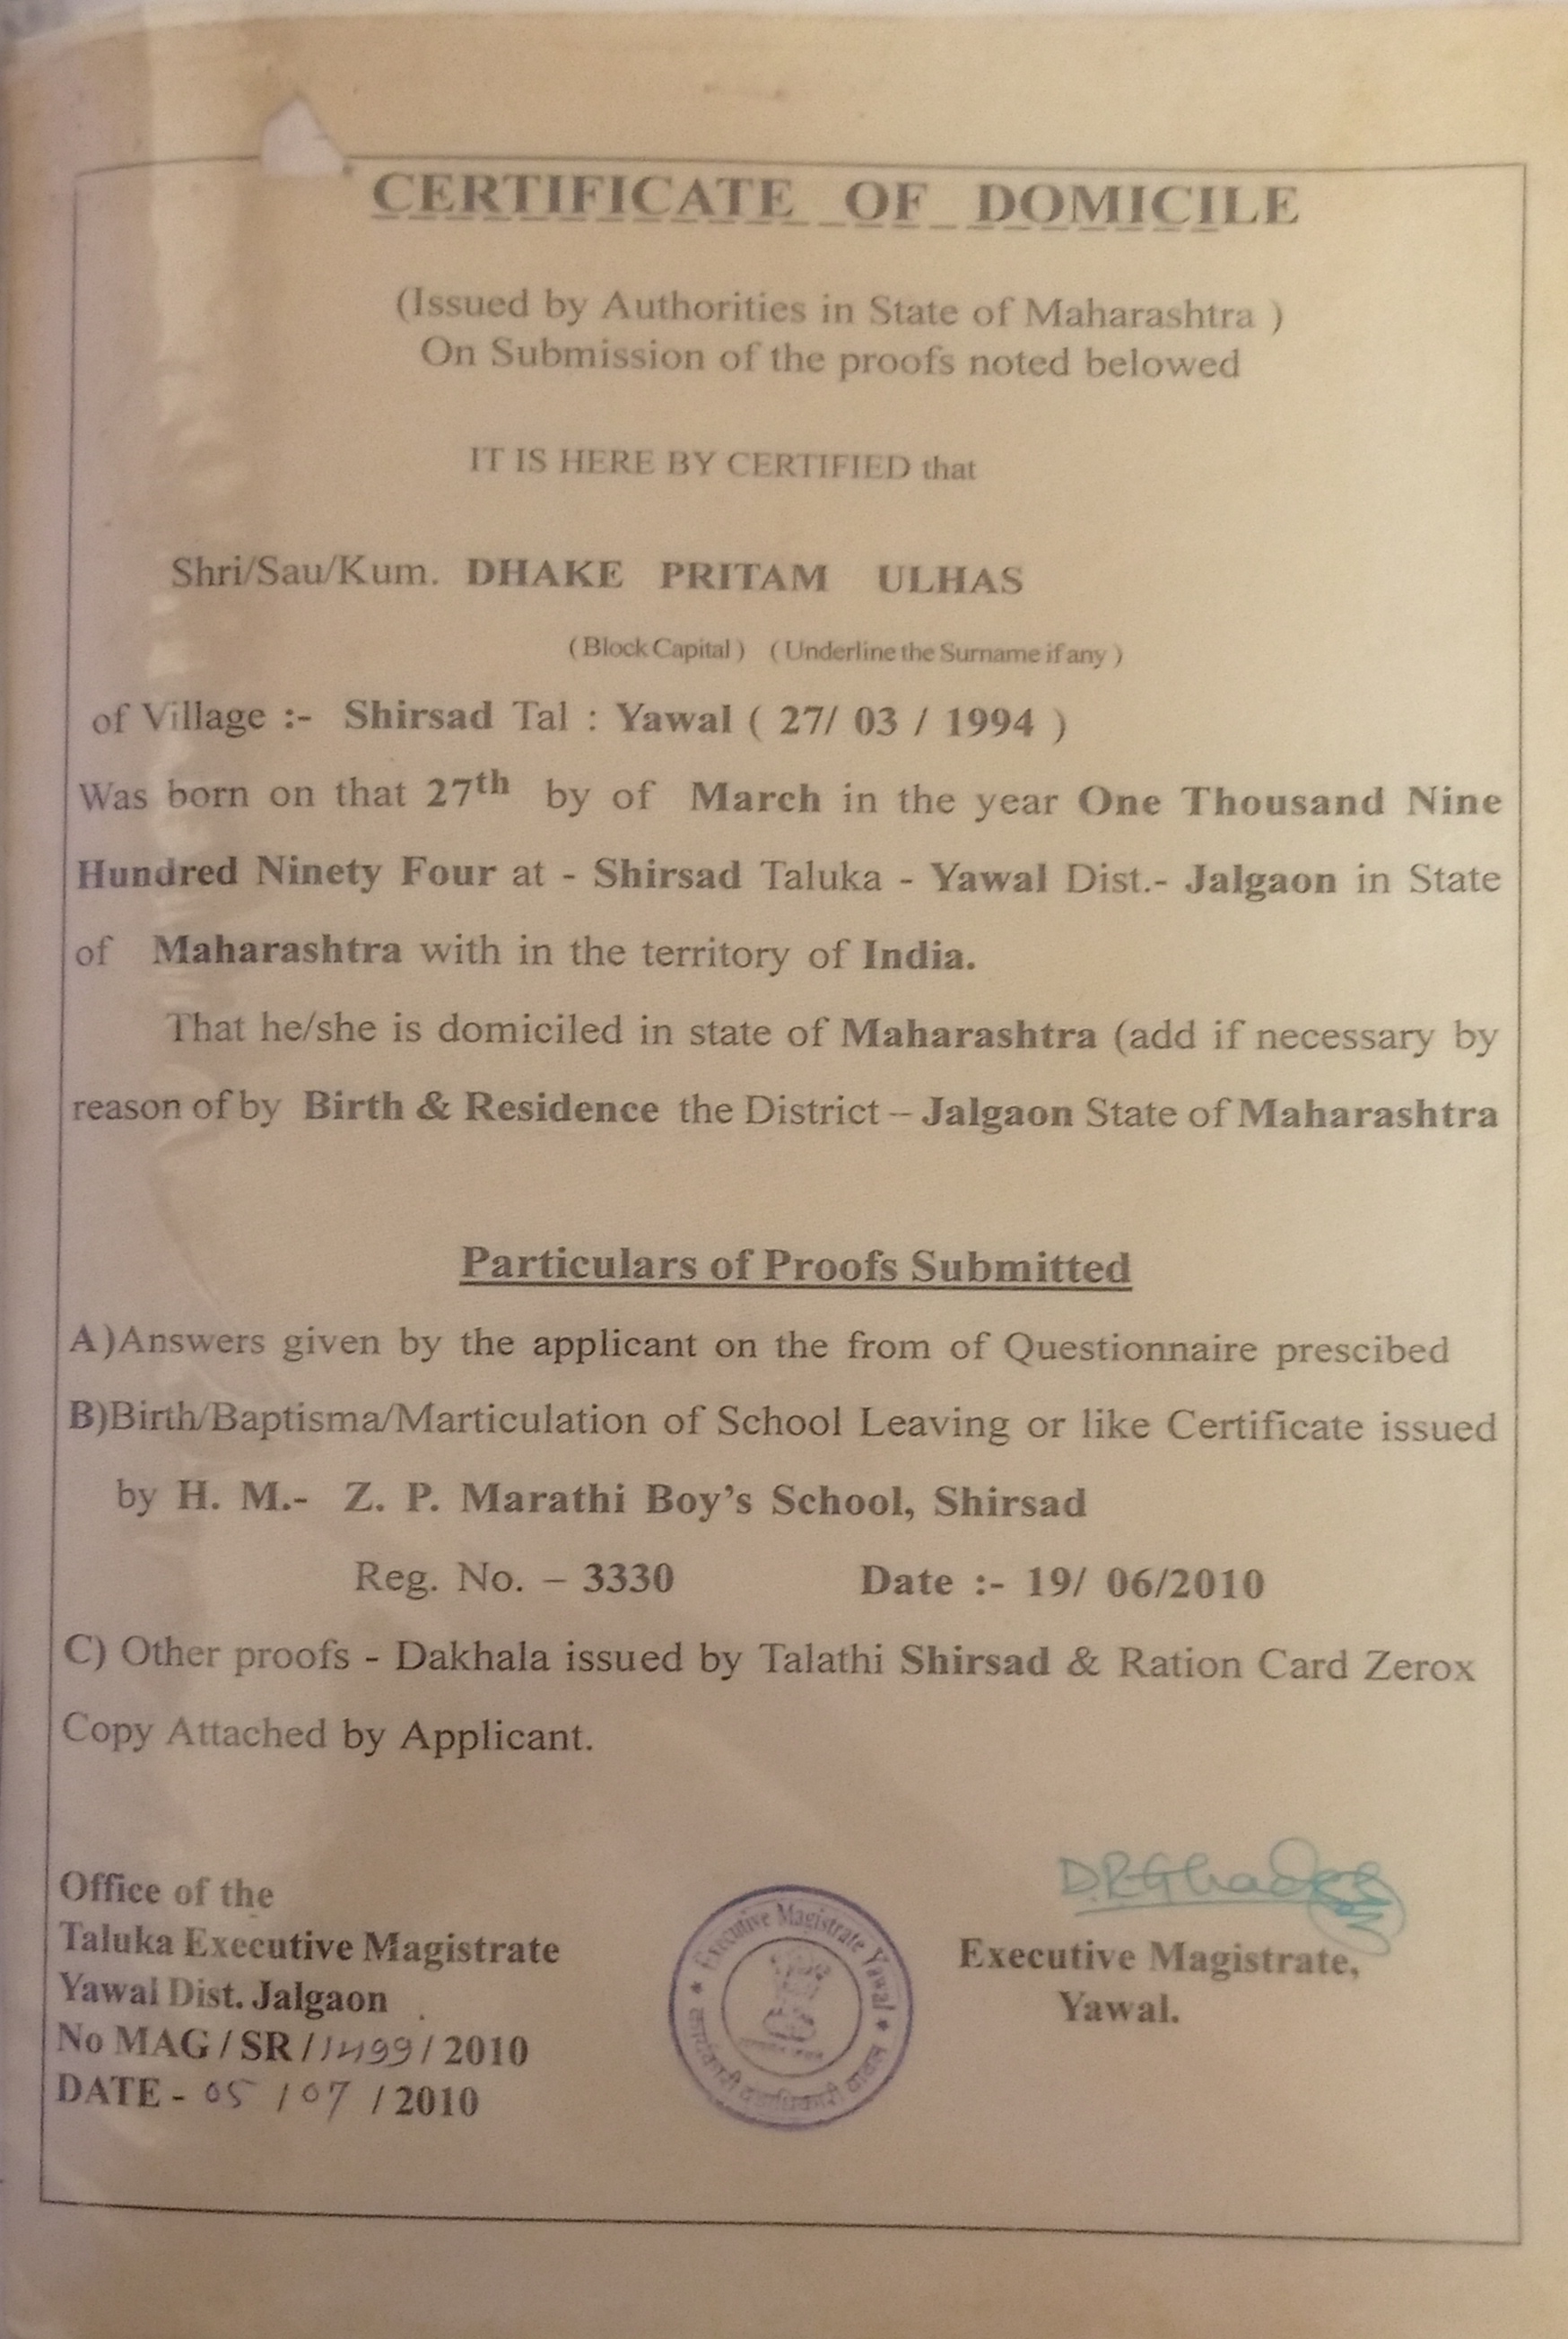 CERTIFICATE OF DOMICILE
(Issued by Authorities in State of Maharashtra )
On Submission of the proofs noted belowed
IT IS HERE BY CERTIFIED that
Shri/Sau/Kum. DHAKE PRITAM ULHAS
( Block Capital ) ( Underline the Surname if any )
of Village :- Shirsad Tal : Yawal ( 27/ 03 / 1994 )
Was born on that 27th by of March in the year One Thousand Nine
Hundred Ninety Four at - Shirsad Taluka - Yawal Dist.- Jalgaon in State
of Maharashtra with in the territory of India.
That he/she is domiciled in state of Maharashtra (add if necessary by
reason of by Birth & Residence the District – Jalgaon State of Maharashtra
Particulars of Proofs Submitted
A)Answers given by the applicant on the from of Questionnaire prescibed
B)Birth/Baptisma/Marticulation of School Leaving or like Certificate issued
by H. M.- Z. P. Marathi Boy's School, Shirsad
Reg. No. – 3330 Date :- 19/ 06/2010
C) Other proofs - Dakhala issued by Talathi Shirsad & Ration Card Zerox
Copy Attached by Applicant.
Office of the
Taluka Executive Magistrate
Yawal Dist. Jalgaon
No MAG / SR / 1499 / 2010
DATE - 05 / 07 / 2010
Executive Magistrate Yawal
कार्यकारी दंडाधिकारी यावल
Executive Magistrate,
Yawal.